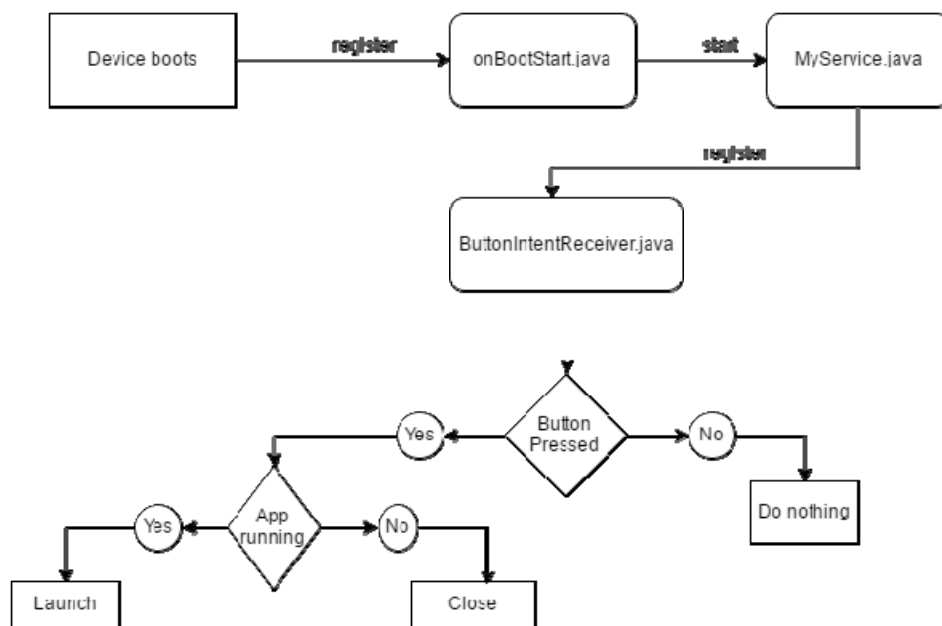 Device boots
register
onBootStart.java
start
MyService.java
register
ButtonIntentReceiver.java
Button
Pressed
Yes
No
Do nothing
App
running
Yes
No
Launch
Close